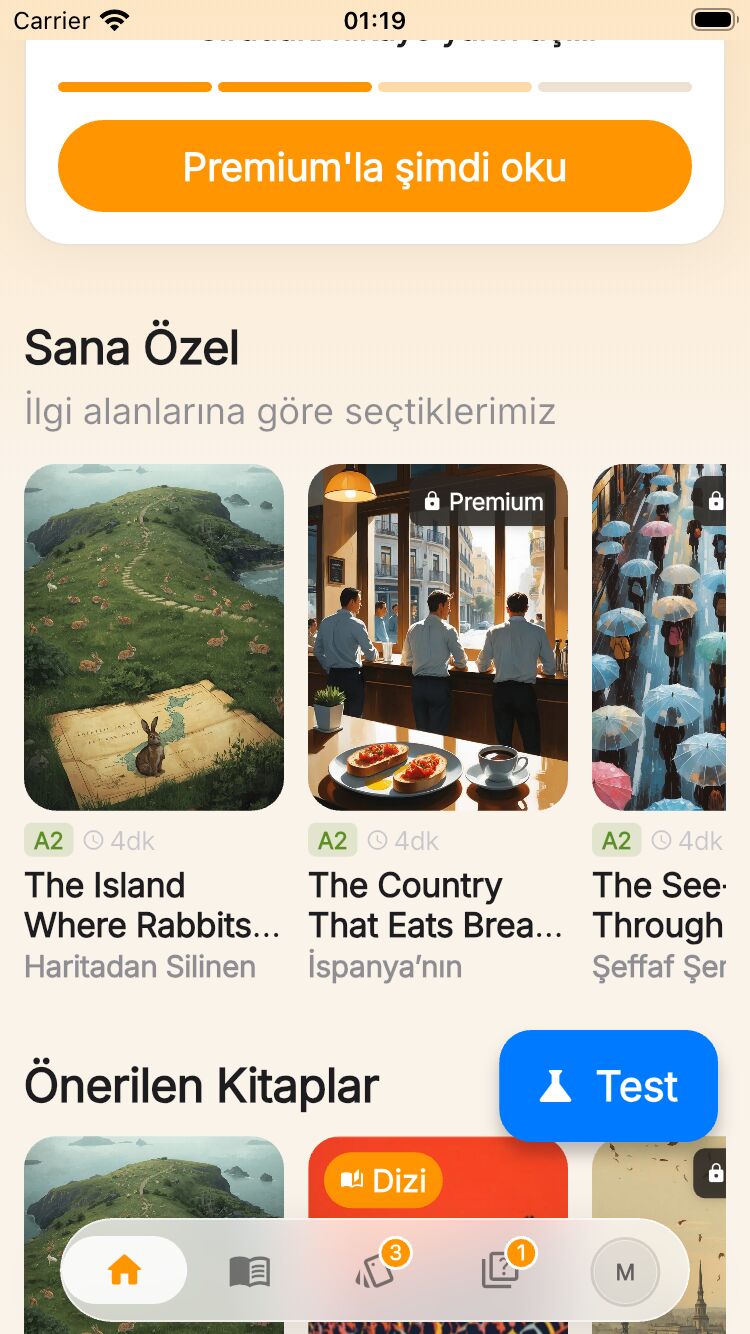 Carrier 01:19
Premium'la şimdi oku
Sana Özel
İlgi alanlarına göre seçtiklerimiz
Premium
A2 4dk
The Island
Where Rabbits...
Haritadan Silinen
A2 4dk
The Country
That Eats Brea...
İspanya’nın
A2 4dk
The See-
Through
Şeffaf Şer
Önerilen Kitaplar
Test
Dizi
3
1
M